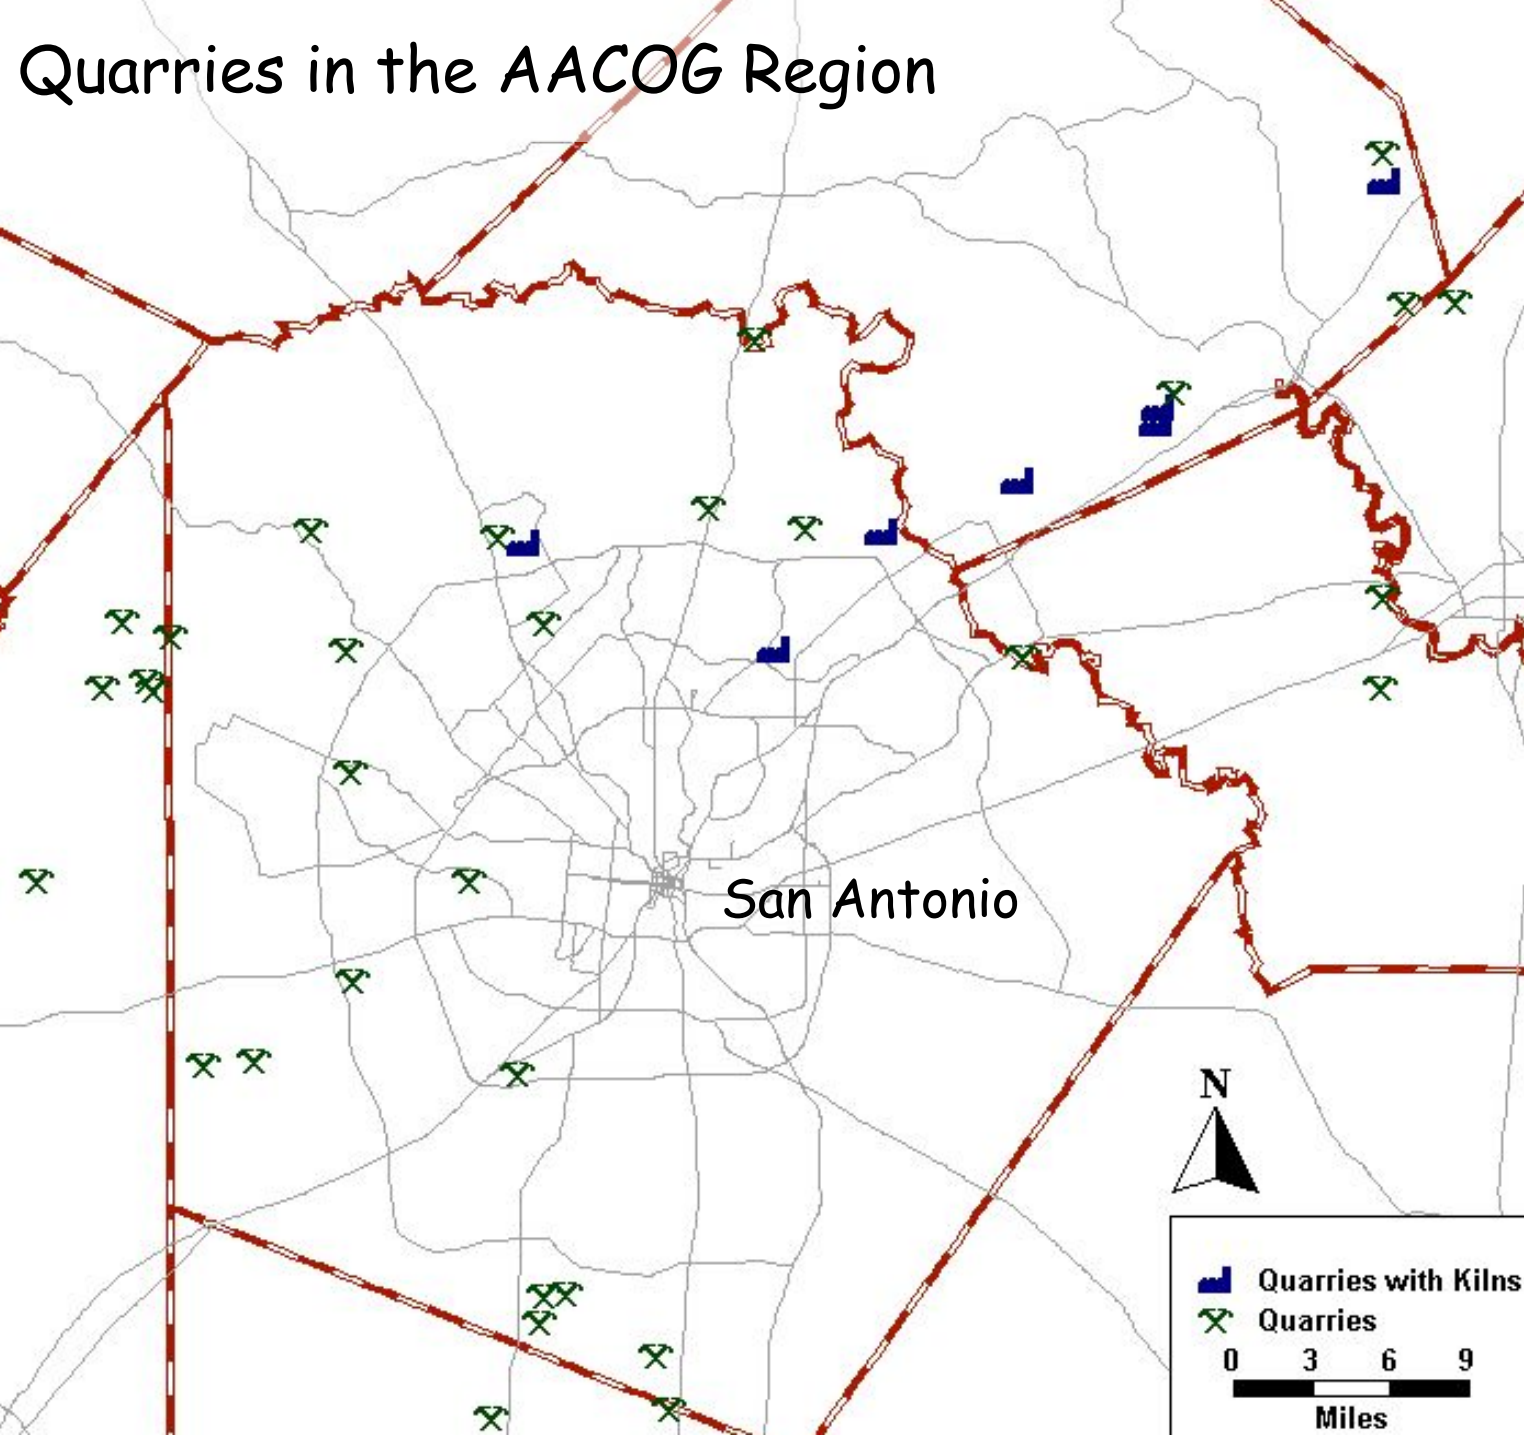 Quarries in the AACOG Region
San Antonio
N
Quarries with Kilns
Quarries
0 3 6 9
Miles